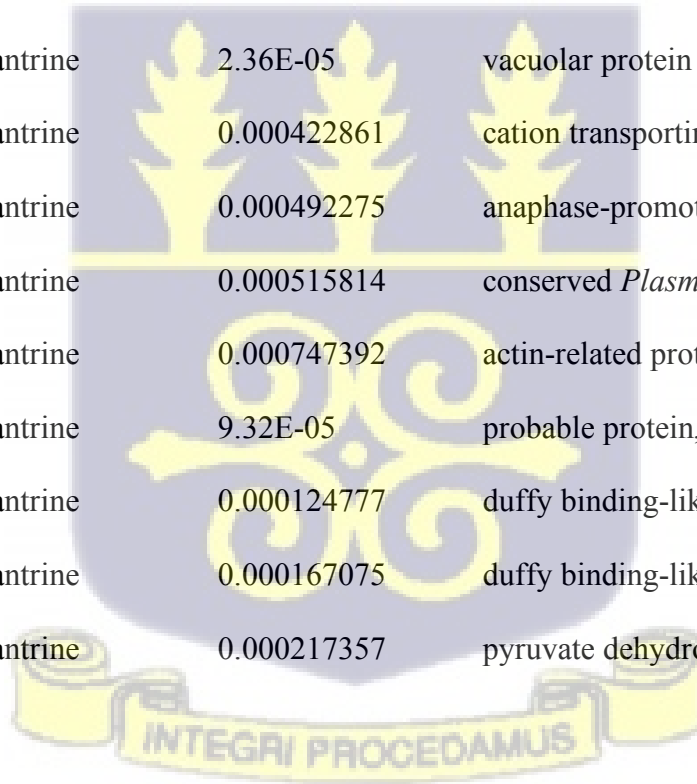 antrine 2.36E-05 vacuolar protein
antrine 0.000422861 cation transportin
antrine 0.000492275 anaphase-promot
antrine 0.000515814 conserved Plasm
antrine 0.000747392 actin-related prot
antrine 9.32E-05 probable protein,
antrine 0.000124777 duffy binding-lik
antrine 0.000167075 duffy binding-lik
antrine 0.000217357 pyruvate dehydro
INTEGRI PROCEDAMUS